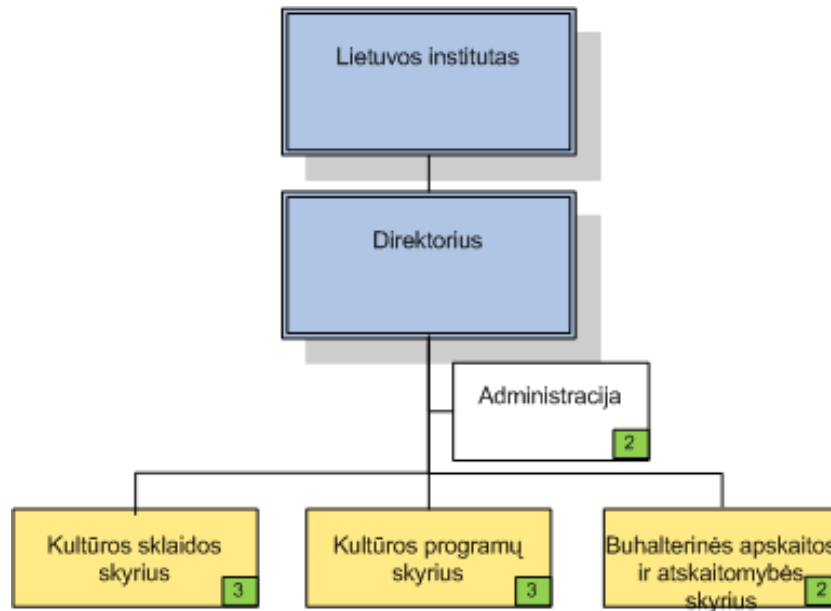 Lietuvos institutas
Direktorius
Administracija
2
Kultūros sklaidos
skyrius
3
Kultūros programų
skyrius
3
Buhalterinės apskaitos
ir atskaitomybės
skyrius
2